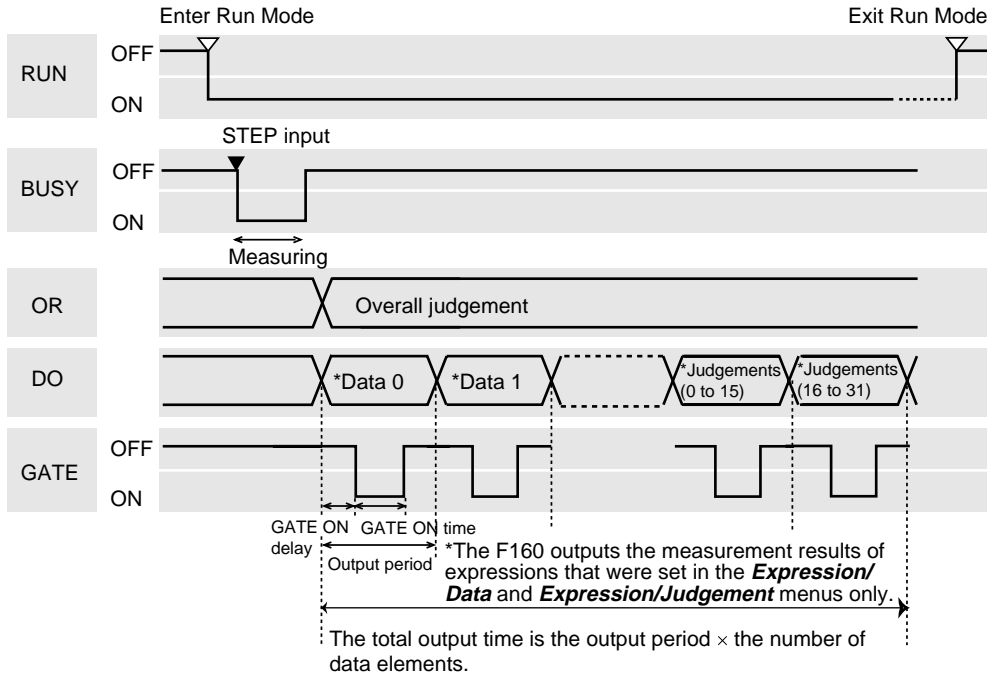 Enter Run Mode
Exit Run Mode
RUN
OFF
ON
STEP input
BUSY
OFF
ON
Measuring
OR
Overall judgement
DO
*Data 0
*Data 1
*Judgements
(0 to 15)
*Judgements
(16 to 31)
GATE
OFF
ON
GATE ON
delay
GATE ON time
Output period
*The F160 outputs the measurement results of
expressions that were set in the Expression/
Data and Expression/Judgement menus only.
The total output time is the output period × the number of
data elements.